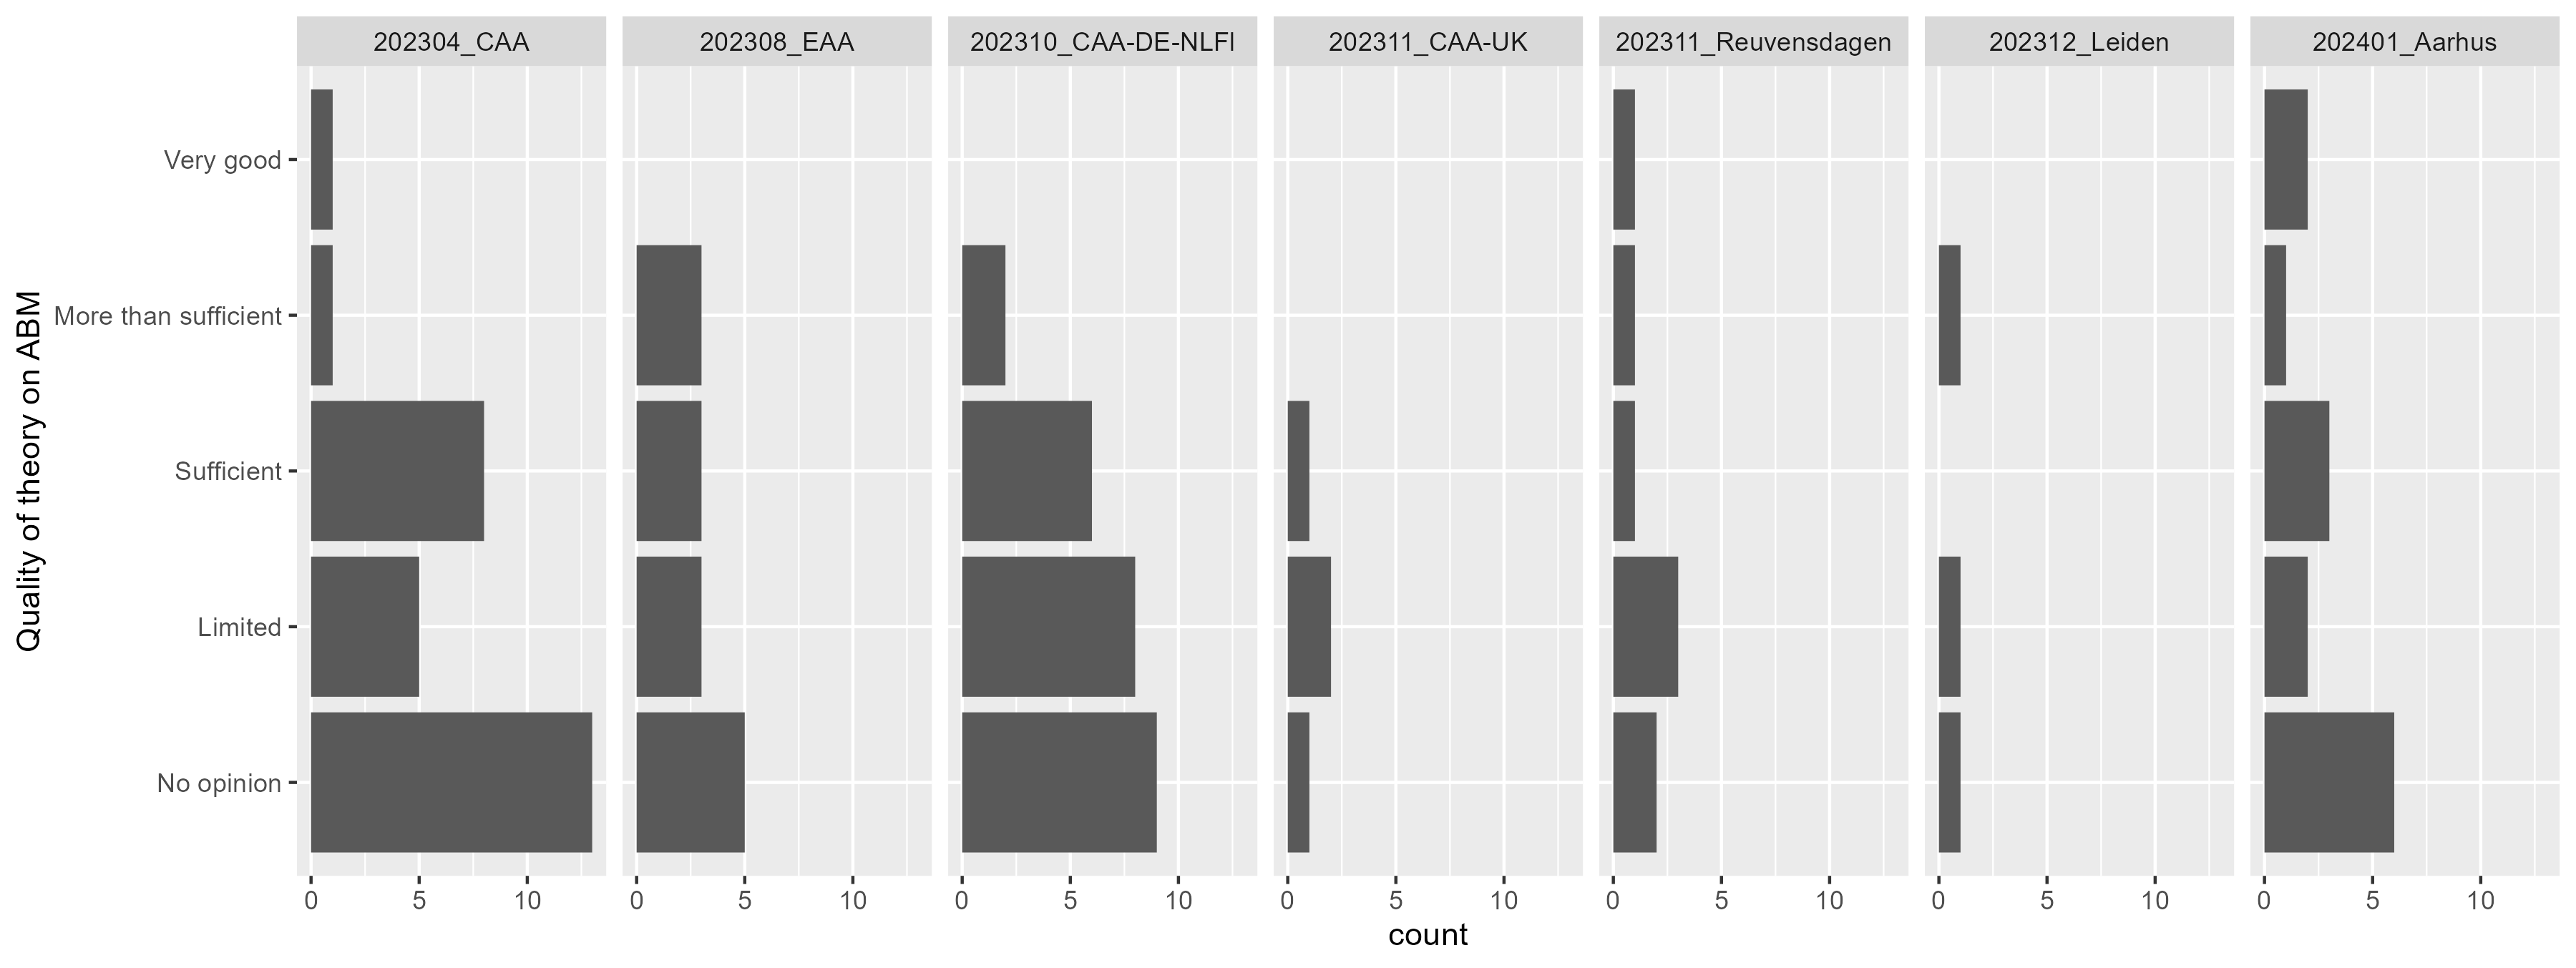 202304_CAA
202308_EAA
202310_CAA-DE-NLFI
202311_CAA-UK
202311_Reuvensdagen
202312_Leiden
202401_Aarhus
Quality of theory on ABM
Very good
More than sufficient
Sufficient
Limited
No opinion
0 5 10
0 5 10
0 5 10
0 5 10
0 5 10
0 5 10
0 5 10
count